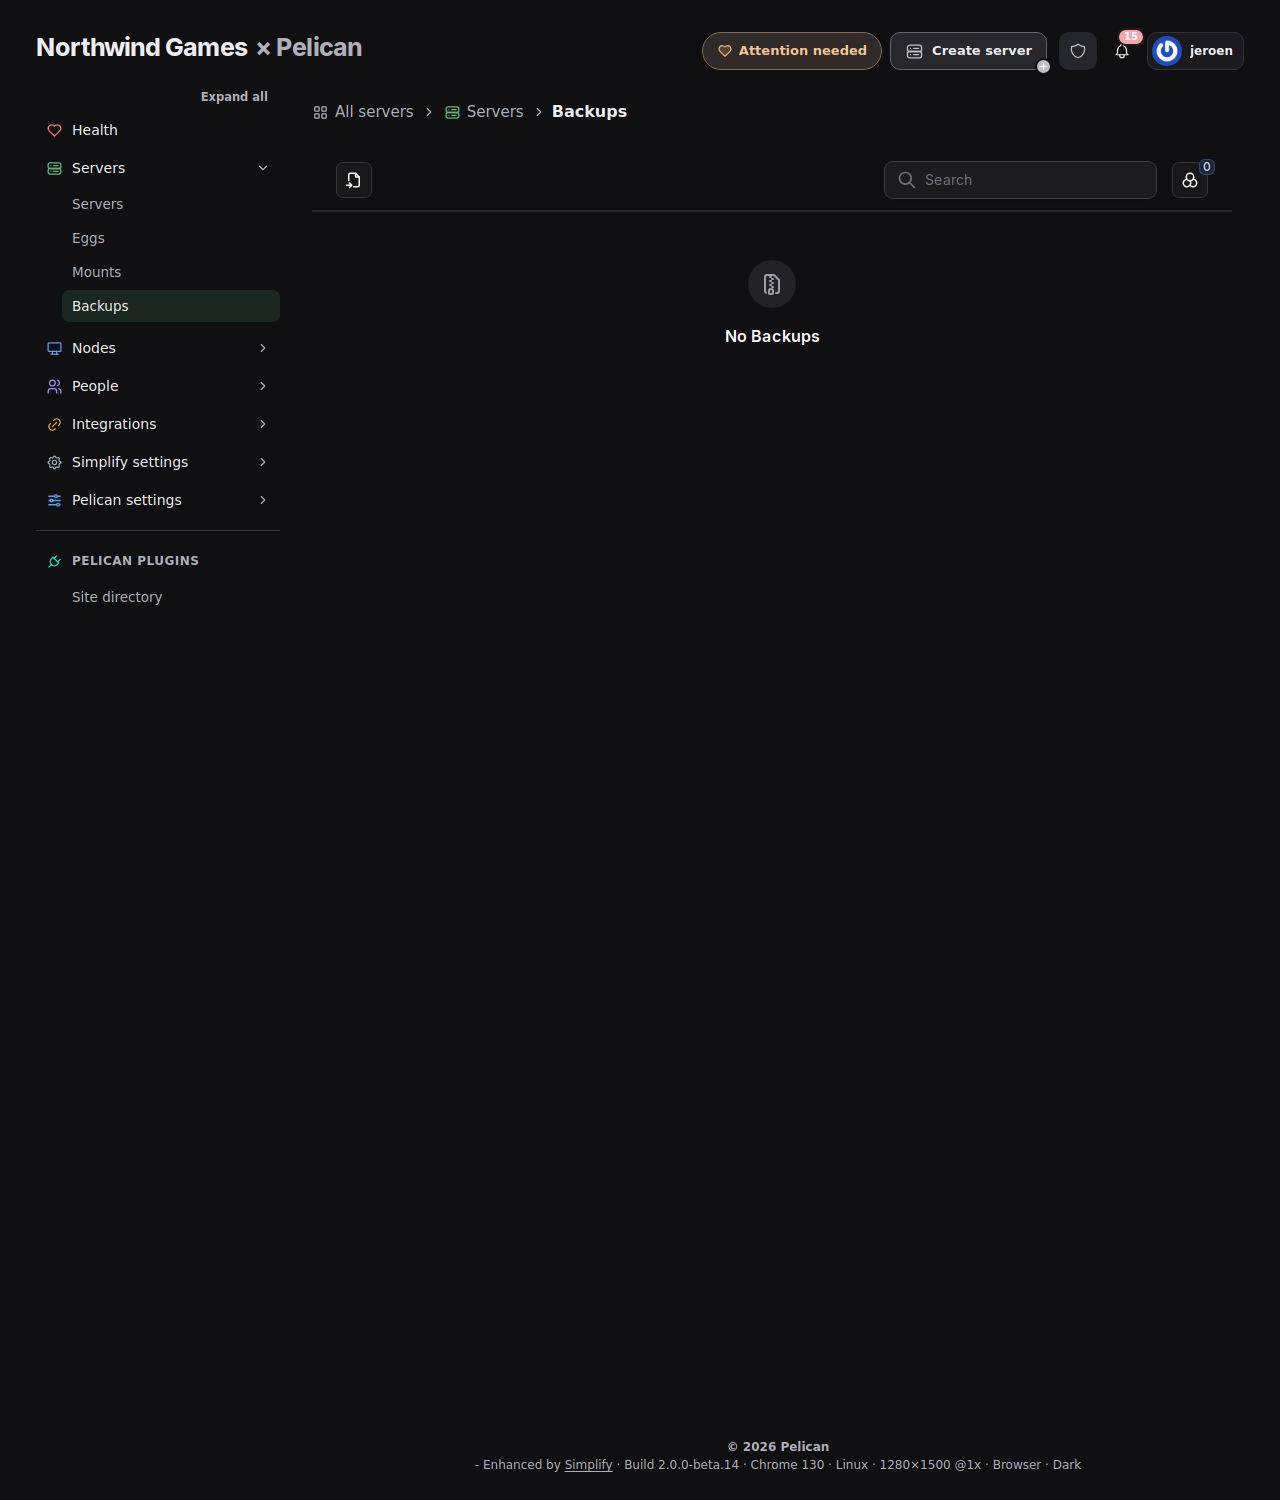 Northwind Games × Pelican
Attention needed
Create server
15
jeroen
Expand all
Health
Servers
Servers
Eggs
Mounts
Backups
Nodes
People
Integrations
Simplify settings
Pelican settings
PELICAN PLUGINS
Site directory
All servers > Servers > Backups
Search
0
No Backups
© 2026 Pelican
- Enhanced by Simplify · Build 2.0.0-beta.14 · Chrome 130 · Linux · 1280×1500 @1x · Browser · Dark